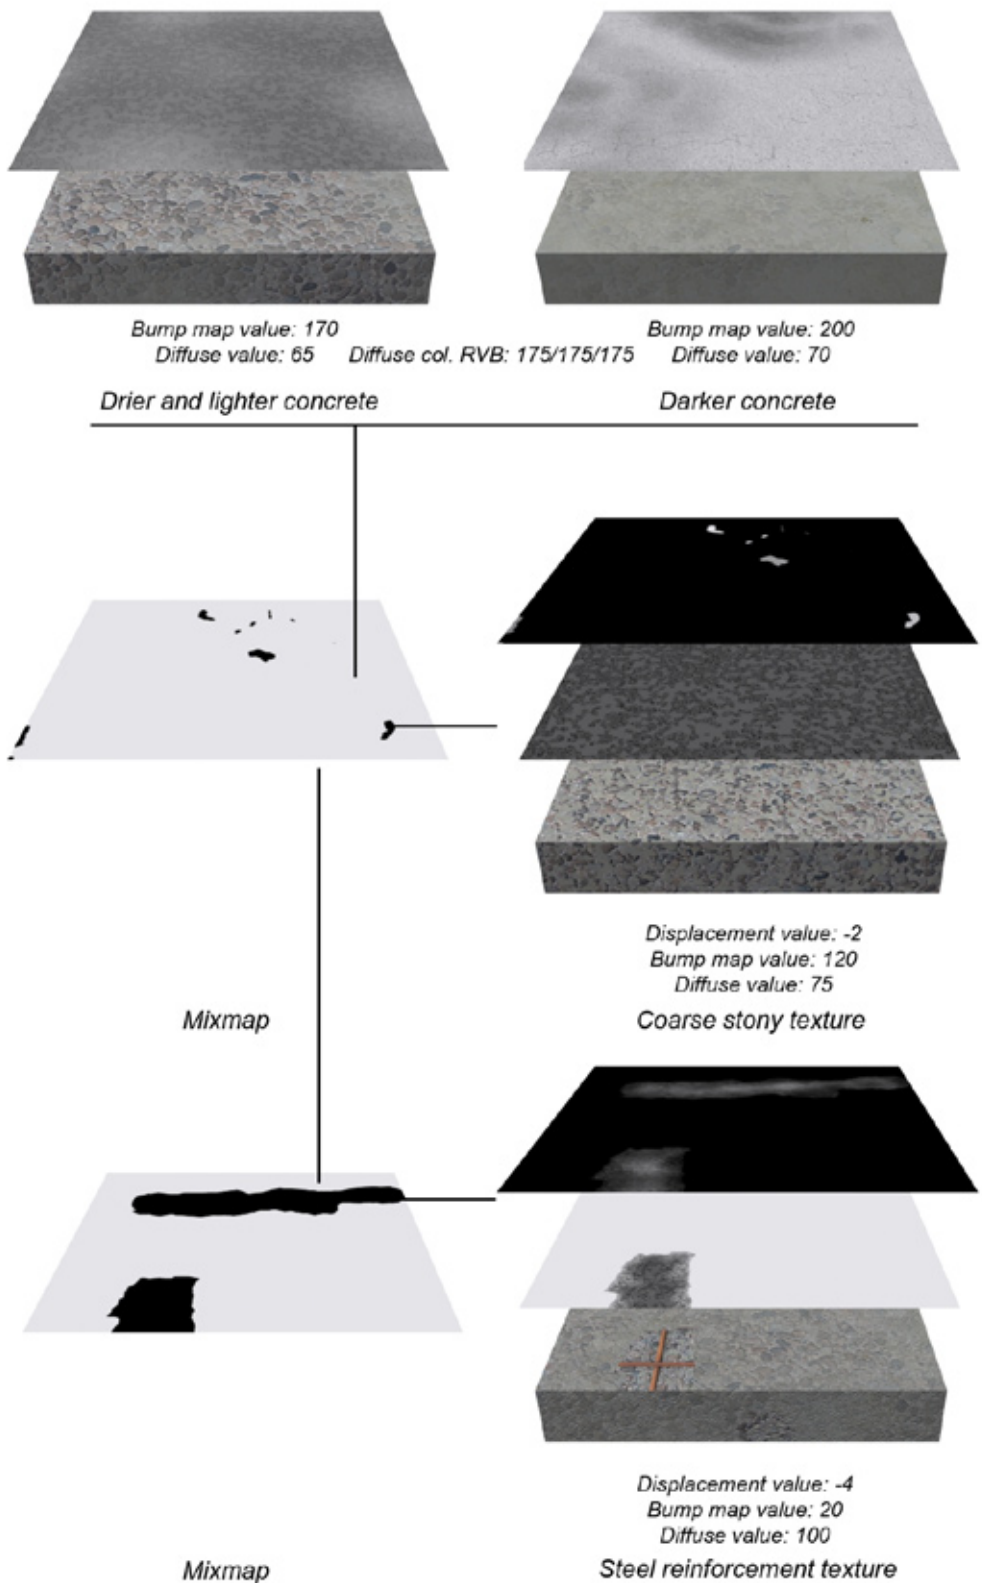 Bump map value: 170
Diffuse value: 65
Diffuse col. RVB: 175/175/175
Bump map value: 200
Diffuse value: 70
Drier and lighter concrete
Darker concrete
Displacement value: -2
Bump map value: 120
Diffuse value: 75
Mixmap
Coarse stony texture
Displacement value: -4
Bump map value: 20
Diffuse value: 100
Mixmap
Steel reinforcement texture